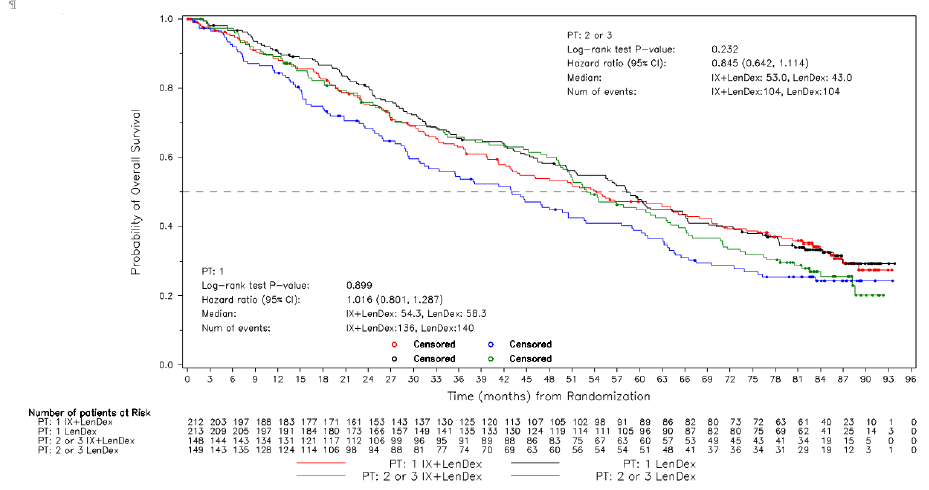 ¶
1.0
0.8
0.6
0.4
0.2
0.0
Probability of Overall Survival
PT: 2 or 3
Log-rank test P-value: 0.232
Hazard ratio (95% CI): 0.845 (0.642, 1.114)
Median: IX+LenDex: 53.0, LenDex: 43.0
Num of events: IX+LenDex:104, LenDex:104
PT: 1
Log-rank test P-value: 0.899
Hazard ratio (95% CI): 1.016 (0.801, 1.287)
Median: IX+LenDex: 54.3, LenDex: 58.3
Num of events: IX+LenDex:136, LenDex:140
Censored Censored
Censored Censored
0 3 6 9 12 15 18 21 24 27 30 33 36 39 42 45 48 51 54 57 60 63 66 69 72 75 78 81 84 87 90 93 96
Time (months) from Randomization
Number of patients at Risk
PT: 1 IX+LenDex 212 203 197 188 183 177 171 161 153 143 137 130 125 120 113 107 105 102 98 91 89 86 82 80 73 72 63 61 40 23 10 1 0
PT: 1 LenDex 213 209 205 197 191 184 180 173 166 157 149 141 135 133 130 124 119 114 111 105 96 90 87 82 80 75 69 62 41 25 14 3 0
PT: 2 or 3 IX+LenDex 148 144 143 134 131 121 117 112 106 99 96 95 91 89 88 86 83 75 67 63 60 57 53 49 45 43 41 34 19 15 5 0 0
PT: 2 or 3 LenDex 149 143 135 128 124 114 106 98 94 88 81 77 74 70 69 63 60 56 54 54 51 48 41 37 36 34 31 29 19 12 3 1 0
PT: 1 IX+LenDex PT: 1 LenDex
PT: 2 or 3 IX+LenDex PT: 2 or 3 LenDex